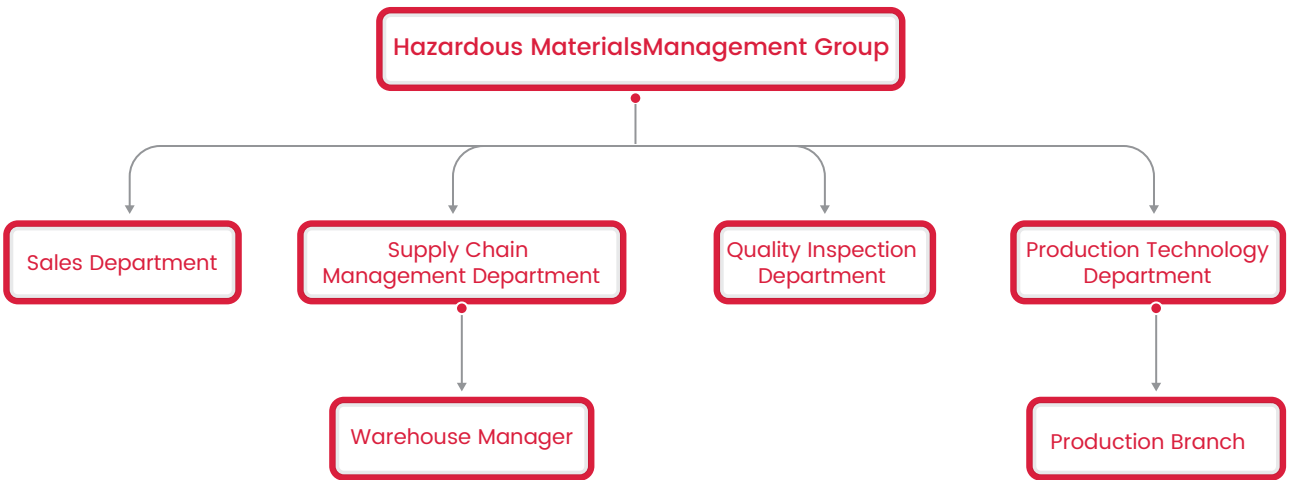 Hazardous MaterialsManagement Group
Sales Department
Supply Chain
Management Department
Quality Inspection
Department
Production Technology
Department
Warehouse Manager
Production Branch